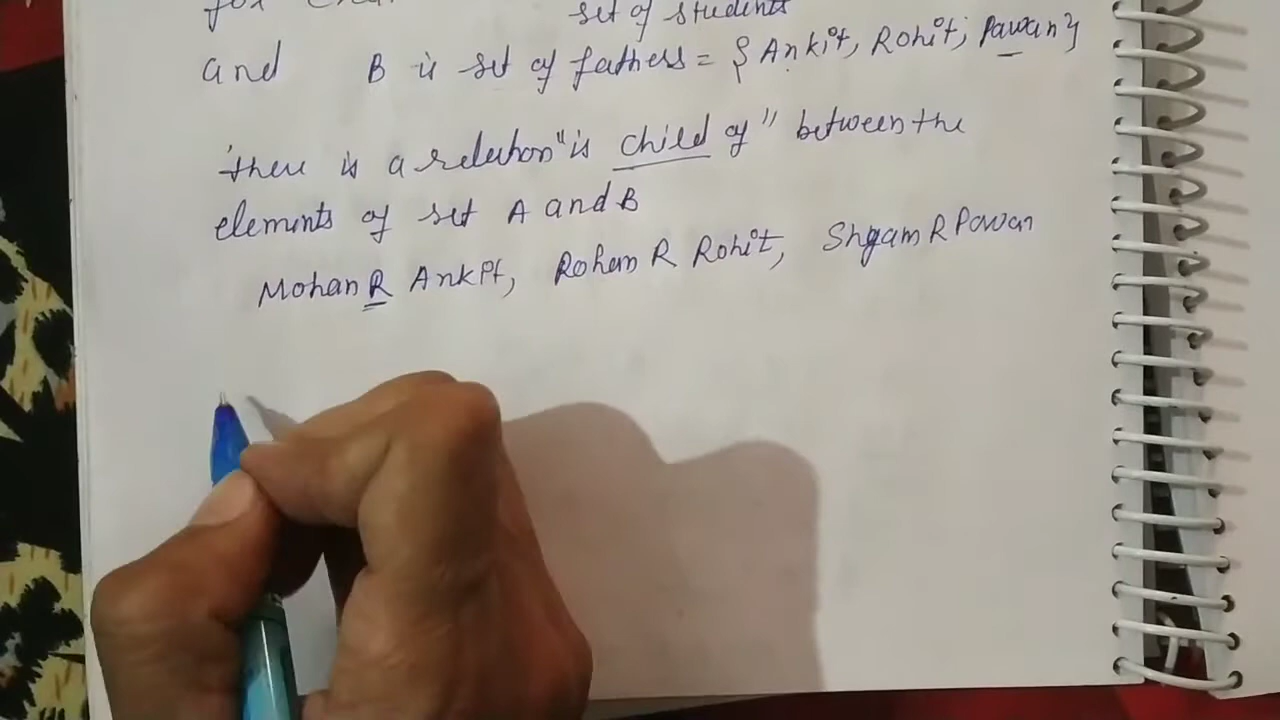 for
set of students
and B is set of fathers = { Ankit, Rohit, Pawan }
there is a relation "is child of" between the
elements of set A and B
Mohan R Ankit, Rohan R Rohit, Shyam R Pawan